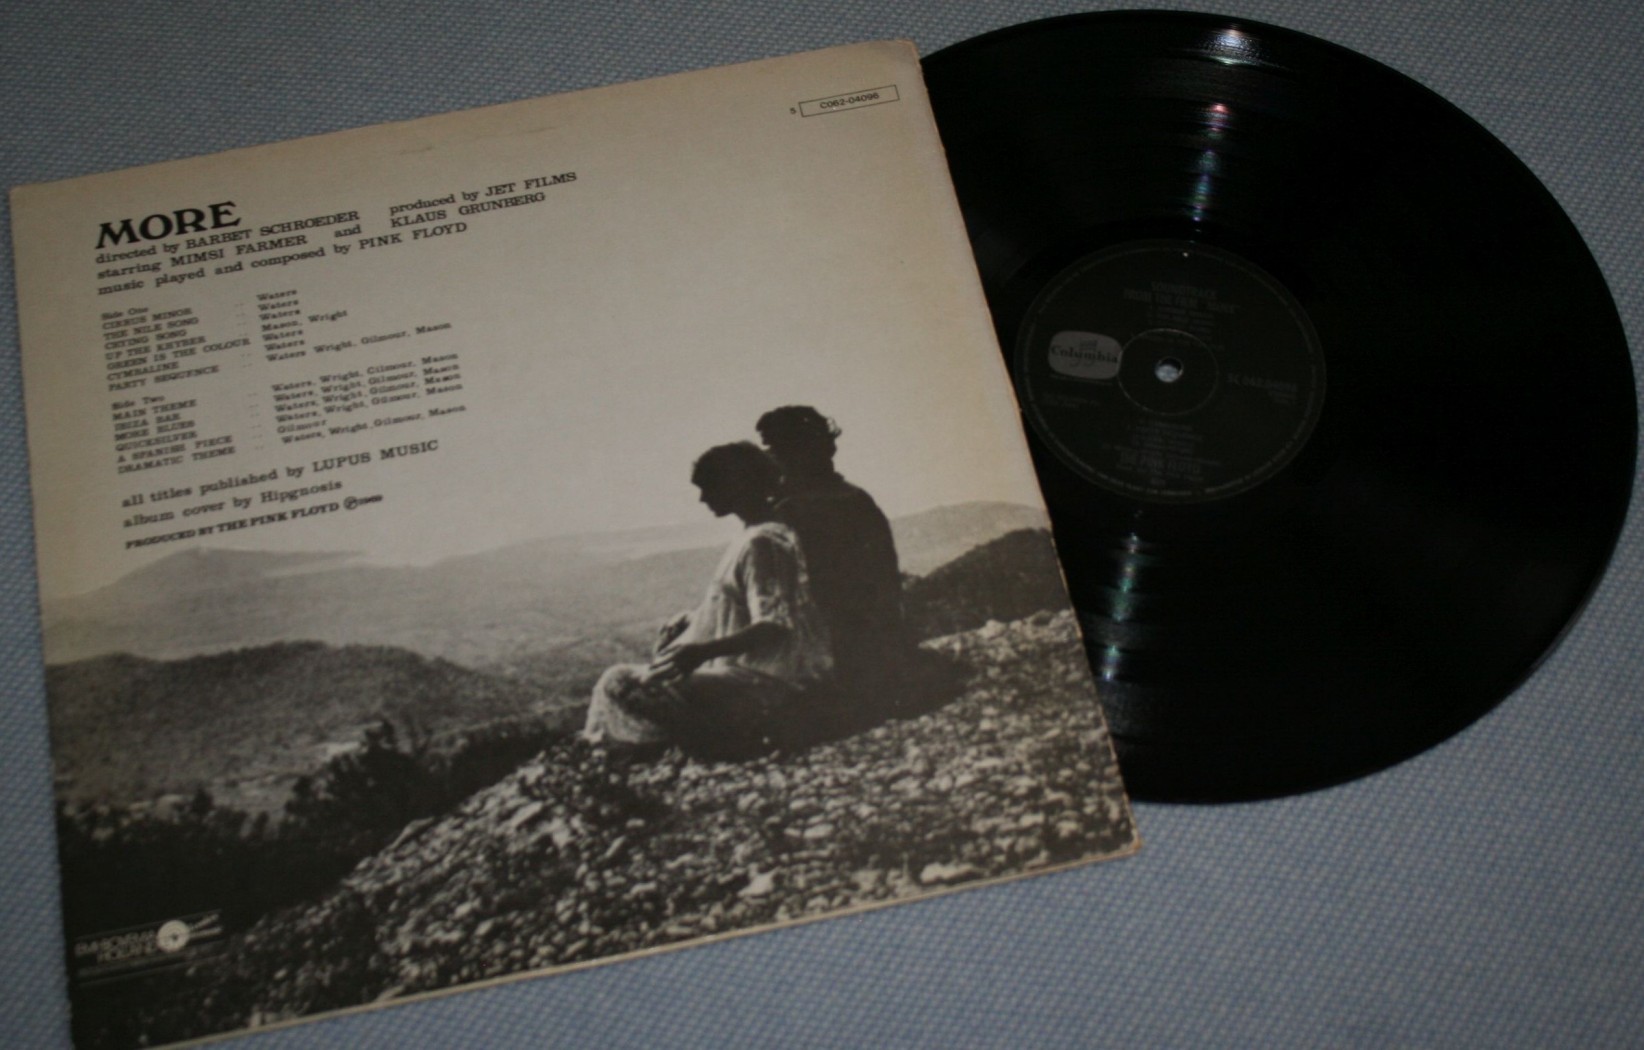 5 C062-04096
MORE
directed by BARBET SCHROEDER produced by JET FILMS
starring MIMSI FARMER and KLAUS GRUNBERG
music played and composed by PINK FLOYD
Side One
CIRRUS MINOR .. Waters
THE NILE SONG .. Waters
CRYING SONG .. Waters
UP THE KHYBER .. Mason, Wright
GREEN IS THE COLOUR Waters
CYMBALINE .. Waters
PARTY SEQUENCE .. Waters Wright, Gilmour, Mason
Side Two
MAIN THEME .. Waters, Wright, Gilmour, Mason
IBIZA BAR .. Waters, Wright, Gilmour, Mason
MORE BLUES .. Waters, Wright, Gilmour, Mason
QUICKSILVER .. Waters, Wright, Gilmour, Mason
A SPANISH PIECE .. Gilmour
DRAMATIC THEME .. Waters, Wright, Gilmour, Mason
all titles published by LUPUS MUSIC
album cover by Hipgnosis
PRODUCED BY THE PINK FLOYD ℗1969
EMI-BOVEMA
HOLLAND
Columbia